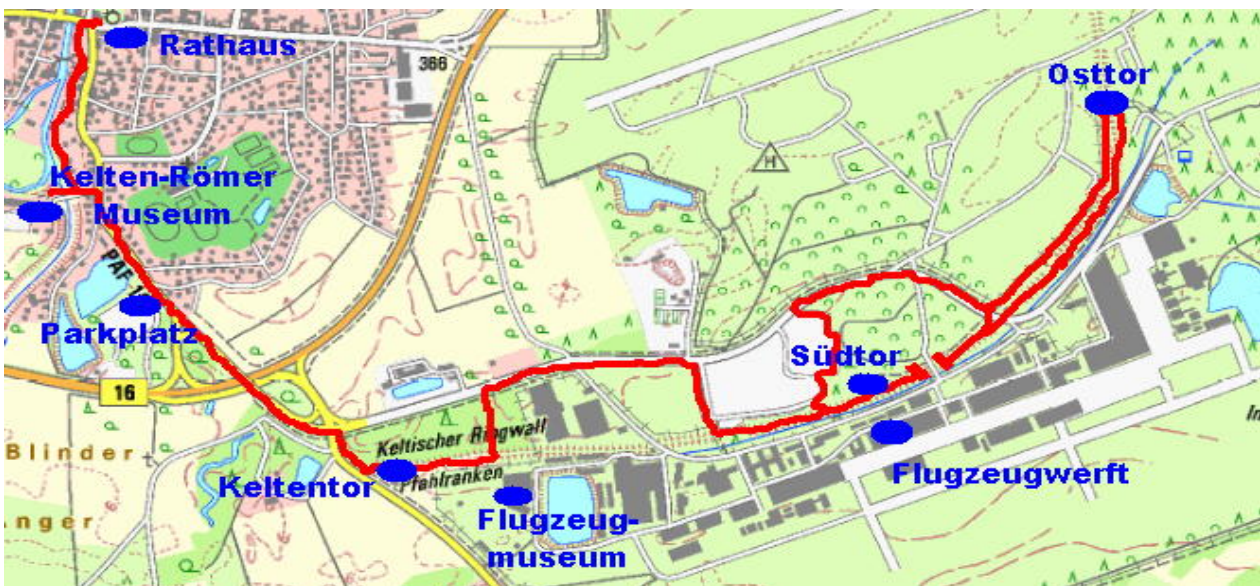 Rathaus
366
Osttor
H
Kelten-Römer
Museum
PAF
Parkplatz
Südtor
16
Blinder
Anger
Keltischer Ringwall
Pfahlranken
Keltentor
Flugzeugwerft
Flugzeug-
museum
In